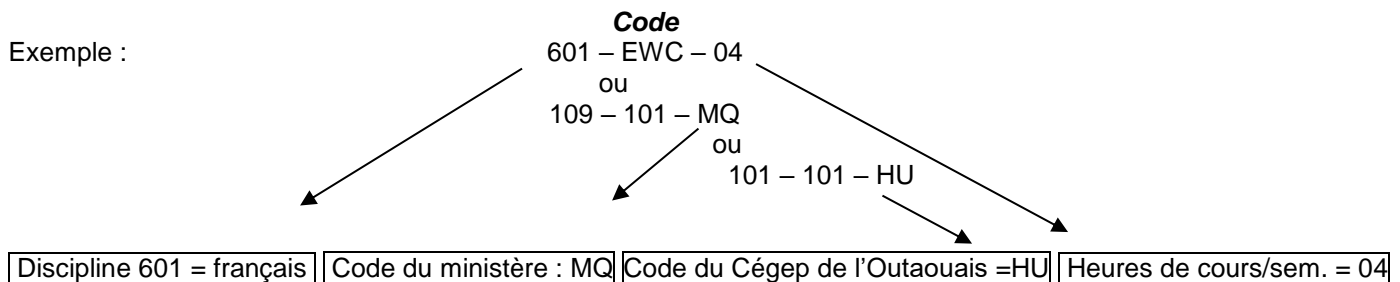 Code
Exemple : 601 – EWC – 04
ou
109 – 101 – MQ
ou
101 – 101 – HU
Discipline 601 = français Code du ministère : MQ Code du Cégep de l’Outaouais =HU Heures de cours/sem. = 04